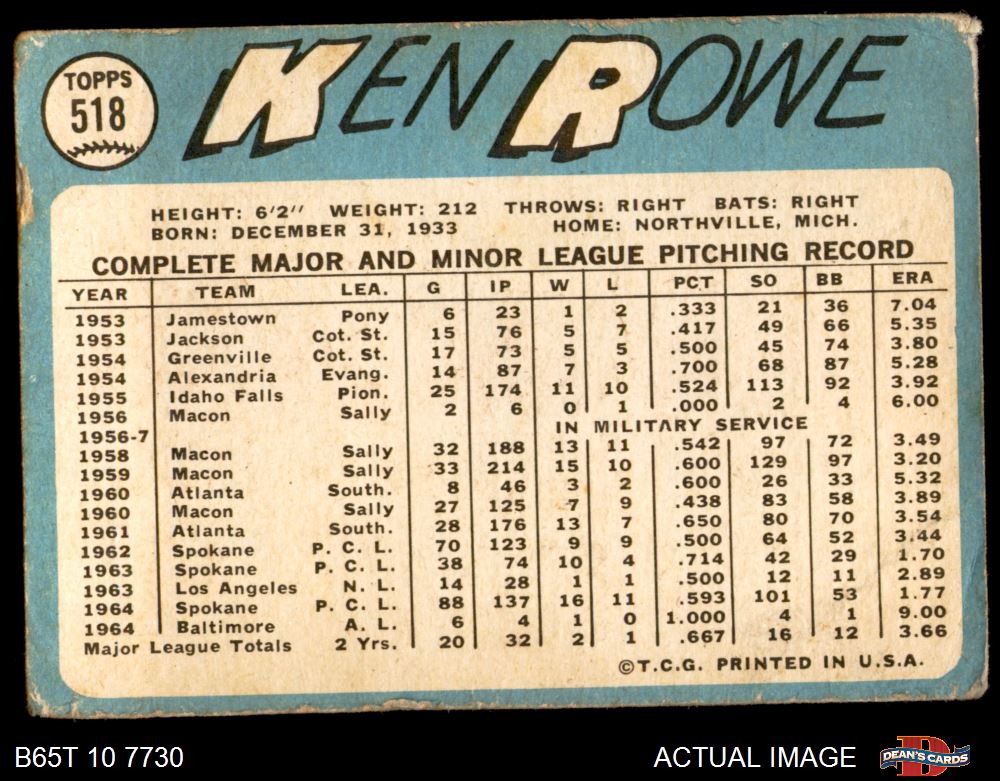 TOPPS
518
KEN ROWE
HEIGHT: 6'2" WEIGHT: 212 THROWS: RIGHT BATS: RIGHT
BORN: DECEMBER 31, 1933 HOME: NORTHVILLE, MICH.
COMPLETE MAJOR AND MINOR LEAGUE PITCHING RECORD
YEAR TEAM LEA. G IP W L PCT SO BB ERA
1953 Jamestown Pony 6 23 1 2 .333 21 36 7.04
1953 Jackson Cot. St. 15 76 5 7 .417 49 66 5.35
1954 Greenville Cot. St. 17 73 5 5 .500 45 74 3.80
1954 Alexandria Evang. 14 87 7 3 .700 68 87 5.28
1955 Idaho Falls Pion. 25 174 11 10 .524 113 92 3.92
1956 Macon Sally 2 6 0 1 .000 2 4 6.00
1956-7 IN MILITARY SERVICE
1958 Macon Sally 32 188 13 11 .542 97 72 3.49
1959 Macon Sally 33 214 15 10 .600 129 97 3.20
1960 Atlanta South. 8 46 3 2 .600 26 33 5.32
1960 Macon Sally 27 125 7 9 .438 83 58 3.89
1961 Atlanta South. 28 176 13 7 .650 80 70 3.54
1962 Spokane P. C. L. 70 123 9 9 .500 64 52 3.44
1963 Spokane P. C. L. 38 74 10 4 .714 42 29 1.70
1963 Los Angeles N. L. 14 28 1 1 .500 12 11 2.89
1964 Spokane P. C. L. 88 137 16 11 .593 101 53 1.77
1964 Baltimore A. L. 6 4 1 0 1.000 4 1 9.00
Major League Totals 2 Yrs. 20 32 2 1 .667 16 12 3.66
©T.C.G. PRINTED IN U.S.A.
B65T 10 7730 ACTUAL IMAGE DEAN'S CARDS